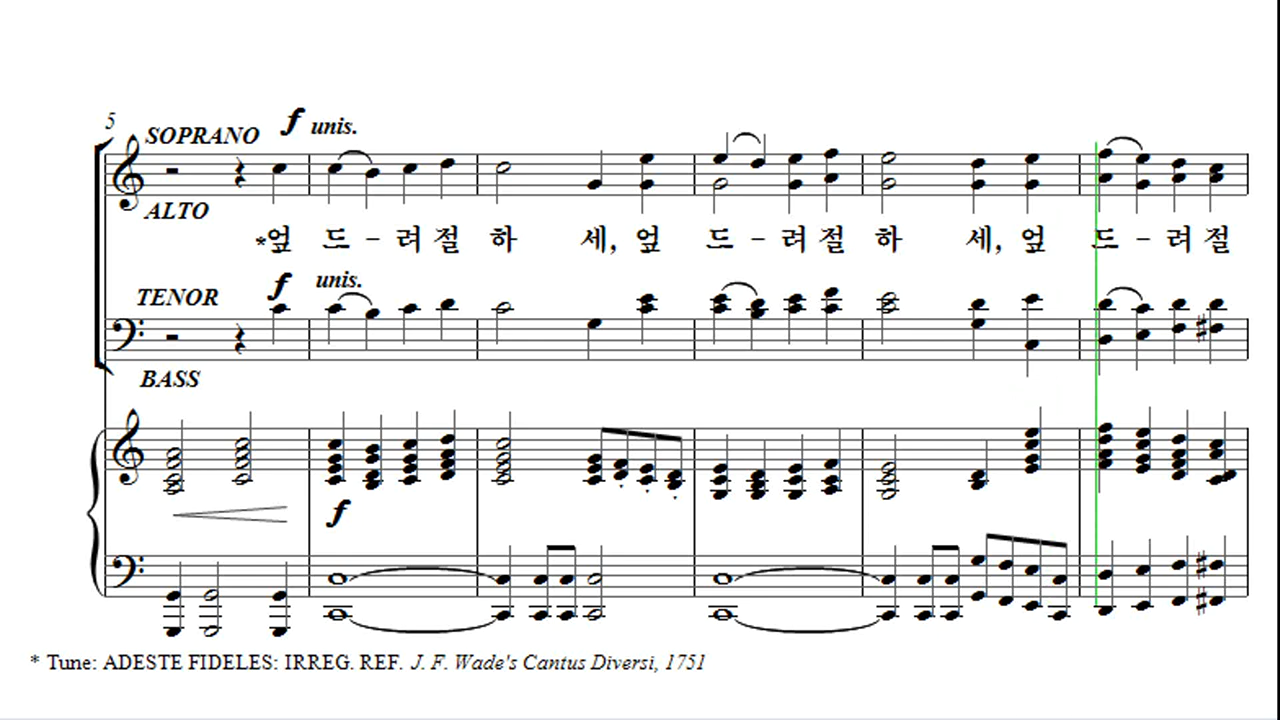 5
SOPRANO f unis.
ALTO
*엎 드 - 려 절 하 세, 엎 드 - 려 절 하 세, 엎 드 - 려 절
TENOR f unis.
BASS
f
* Tune: ADESTE FIDELES: IRREG. REF. J. F. Wade's Cantus Diversi, 1751